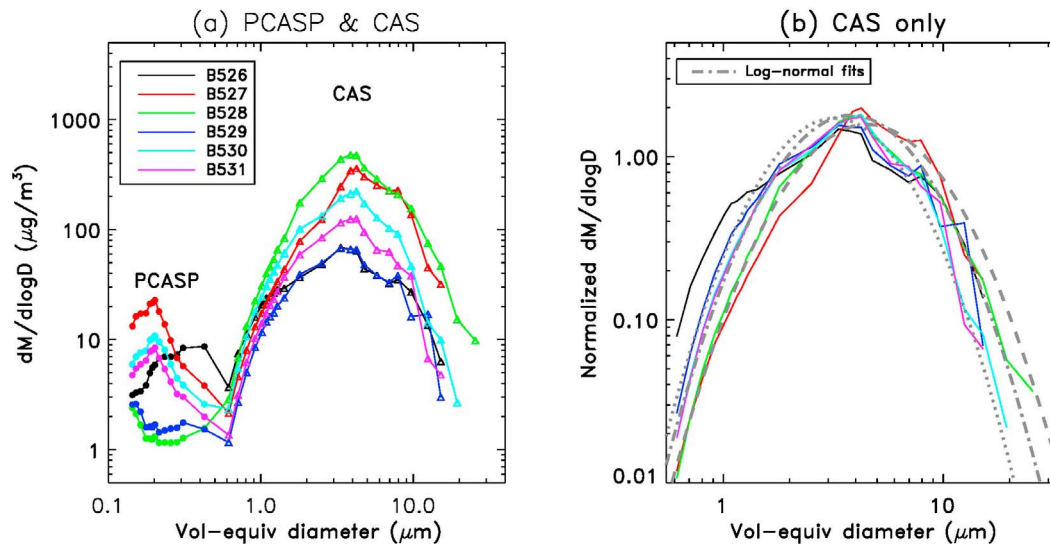 (a) PCASP & CAS
dM/dlogD (μg/m³)
1000
100
10
1
B526
B527
B528
B529
B530
B531
CAS
PCASP
0.1
1.0
10.0
Vol-equiv diameter (μm)
(b) CAS only
Normalized dM/dlogD
1.00
0.10
0.01
Log-normal fits
1
10
Vol-equiv diameter (μm)